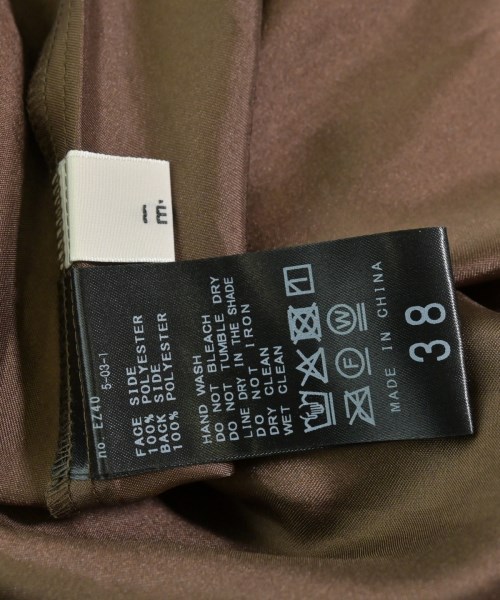 m.
no. EZ40
5-03-1
FACE SIDE
100% POLYESTER
BACK SIDE
100% POLYESTER
HAND WASH
DO NOT BLEACH
DO NOT TUMBLE DRY
LINE DRY IN THE SHADE
DO NOT IRON
DRY CLEAN
WET CLEAN
F
W
MADE IN CHINA
38